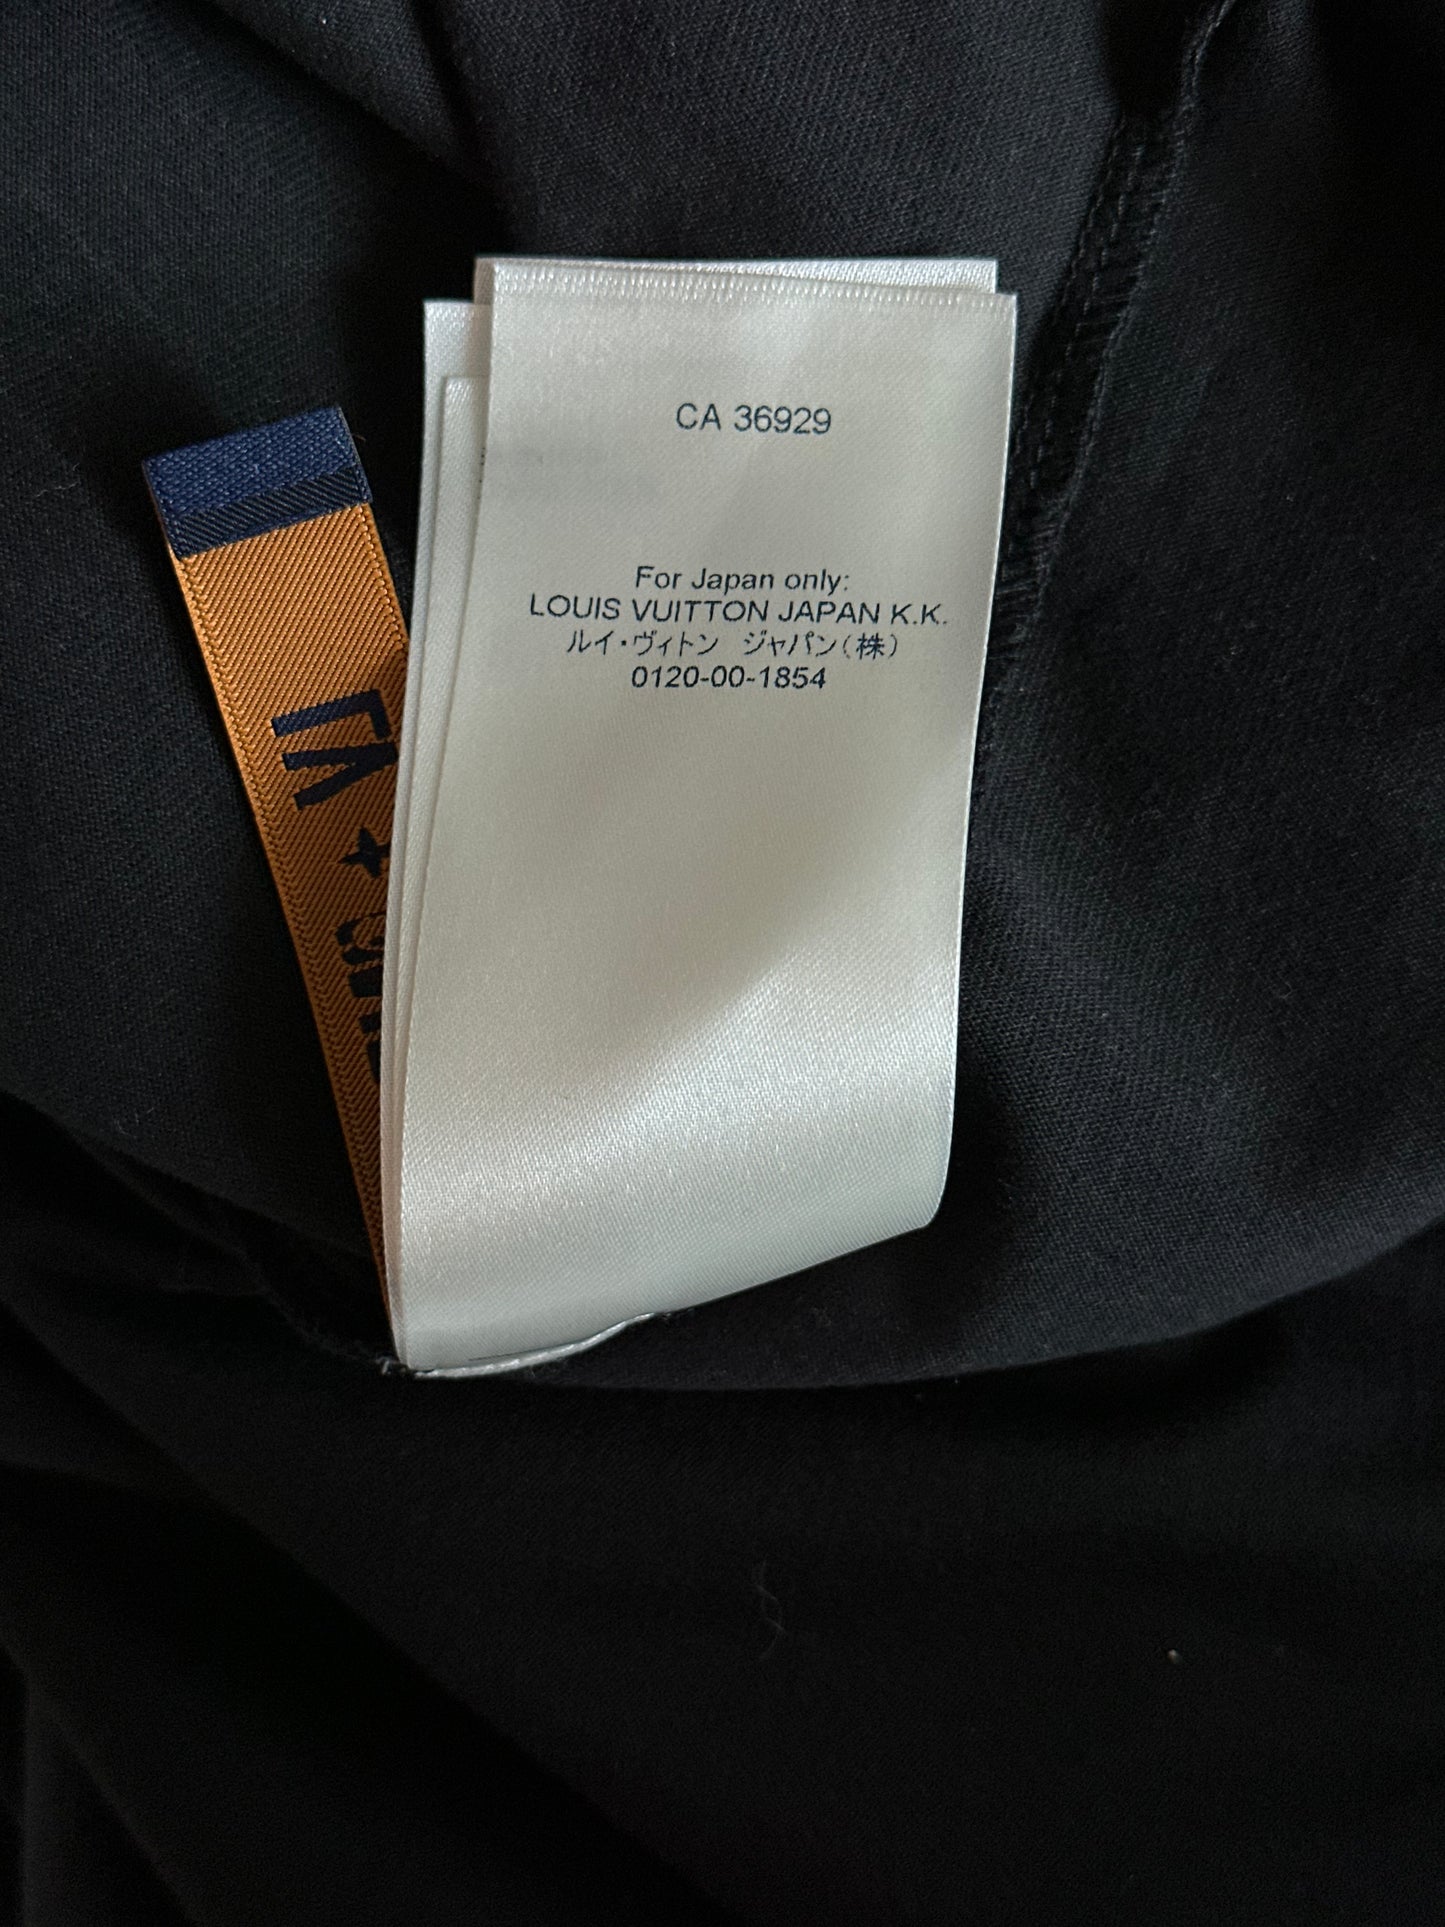 CA 36929
For Japan only:
LOUIS VUITTON JAPAN K.K.
ルイ・ヴィトン ジャパン(株)
0120-00-1854
LV